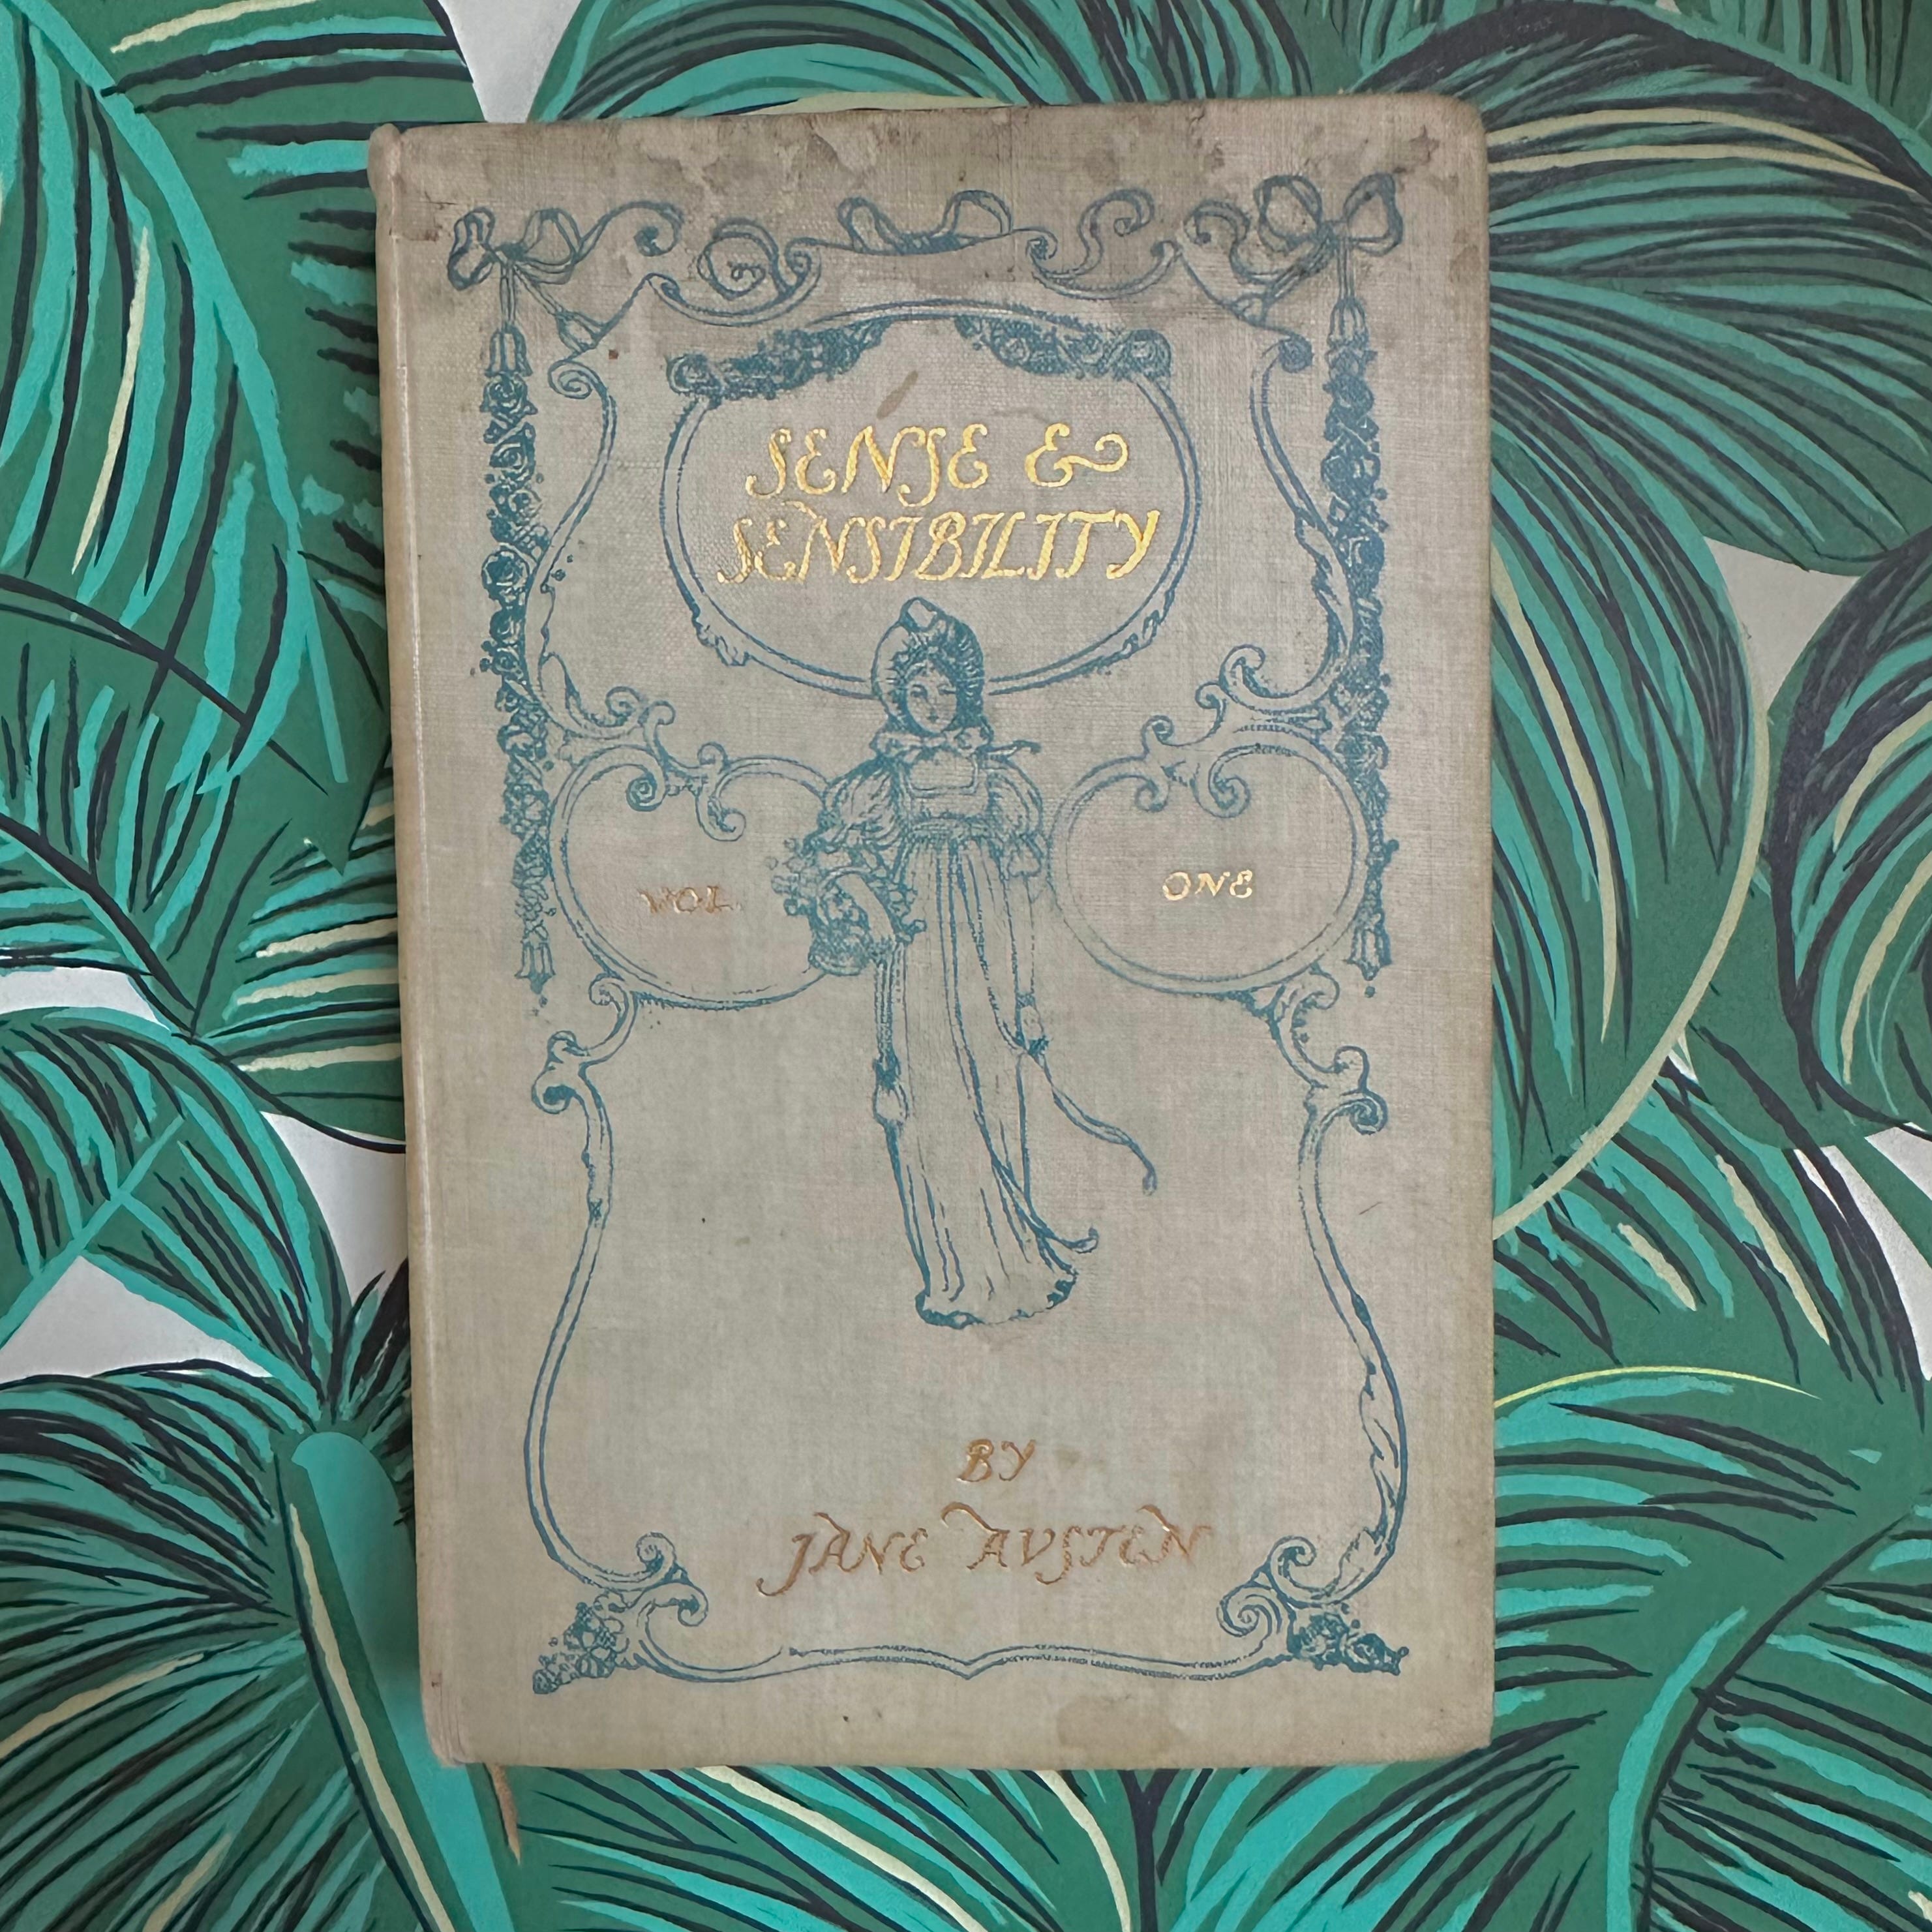 SENSE &
SENSIBILITY
VOL. ONE
BY
JANE AUSTEN